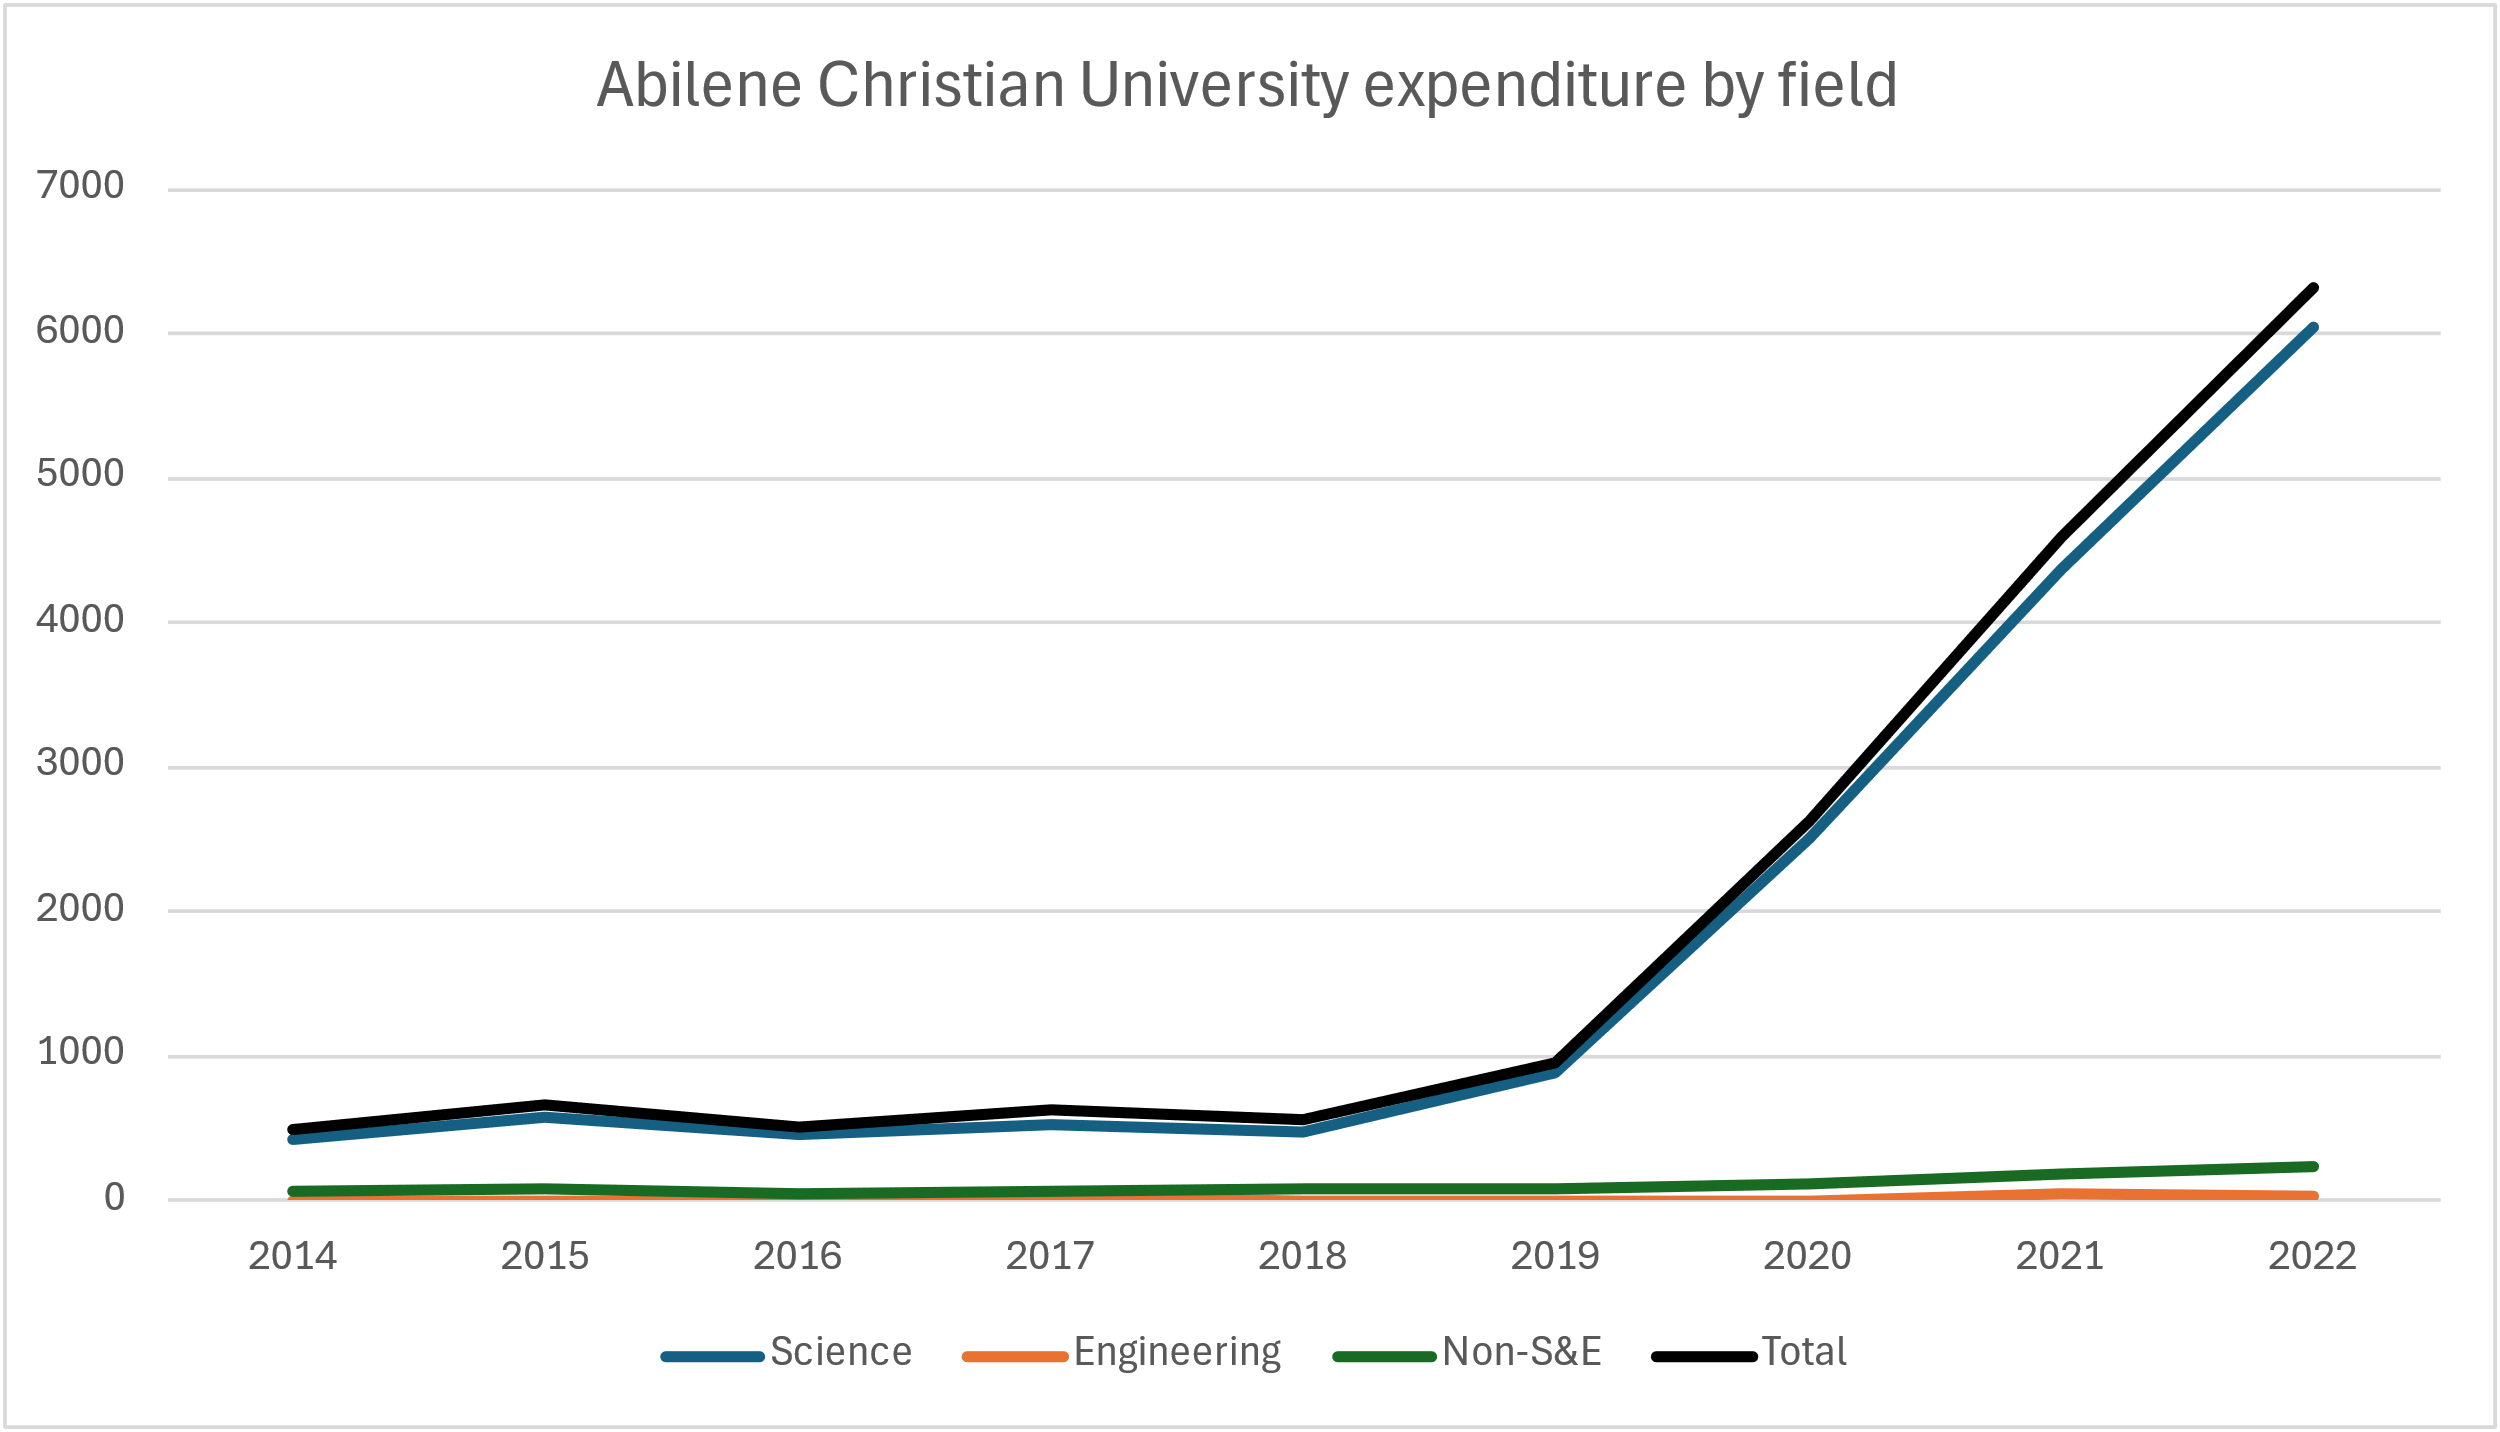 Abilene Christian University expenditure by field
7000
6000
5000
4000
3000
2000
1000
0
2014 2015 2016 2017 2018 2019 2020 2021 2022
Science Engineering Non-S&E Total